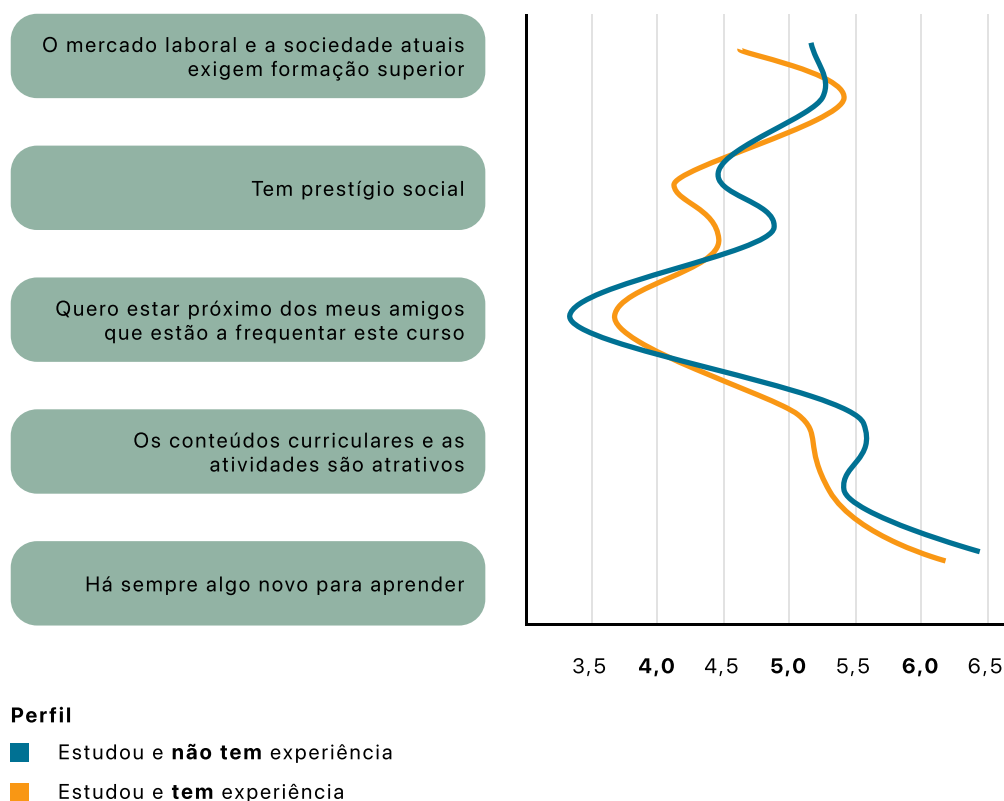 O mercado laboral e a sociedade atuais
exigem formação superior
Tem prestígio social
Quero estar próximo dos meus amigos
que estão a frequentar este curso
Os conteúdos curriculares e as
atividades são atrativos
Há sempre algo novo para aprender
3,5 4,0 4,5 5,0 5,5 6,0 6,5
Perfil
Estudou e não tem experiência
Estudou e tem experiência